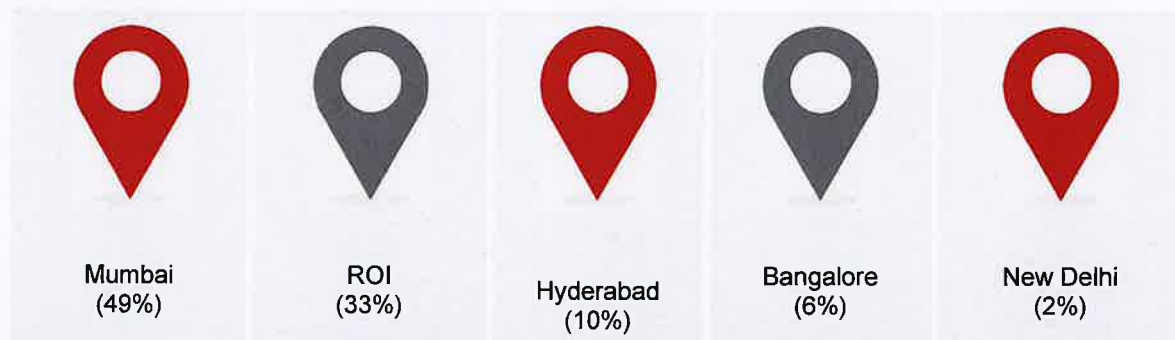 Mumbai
(49%)
ROI
(33%)
Hyderabad
(10%)
Bangalore
(6%)
New Delhi
(2%)